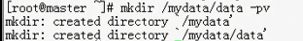 [root@master ~]# mkdir /mydata/data -pv
mkdir: created directory `/mydata'
mkdir: created directory `/mydata/data'